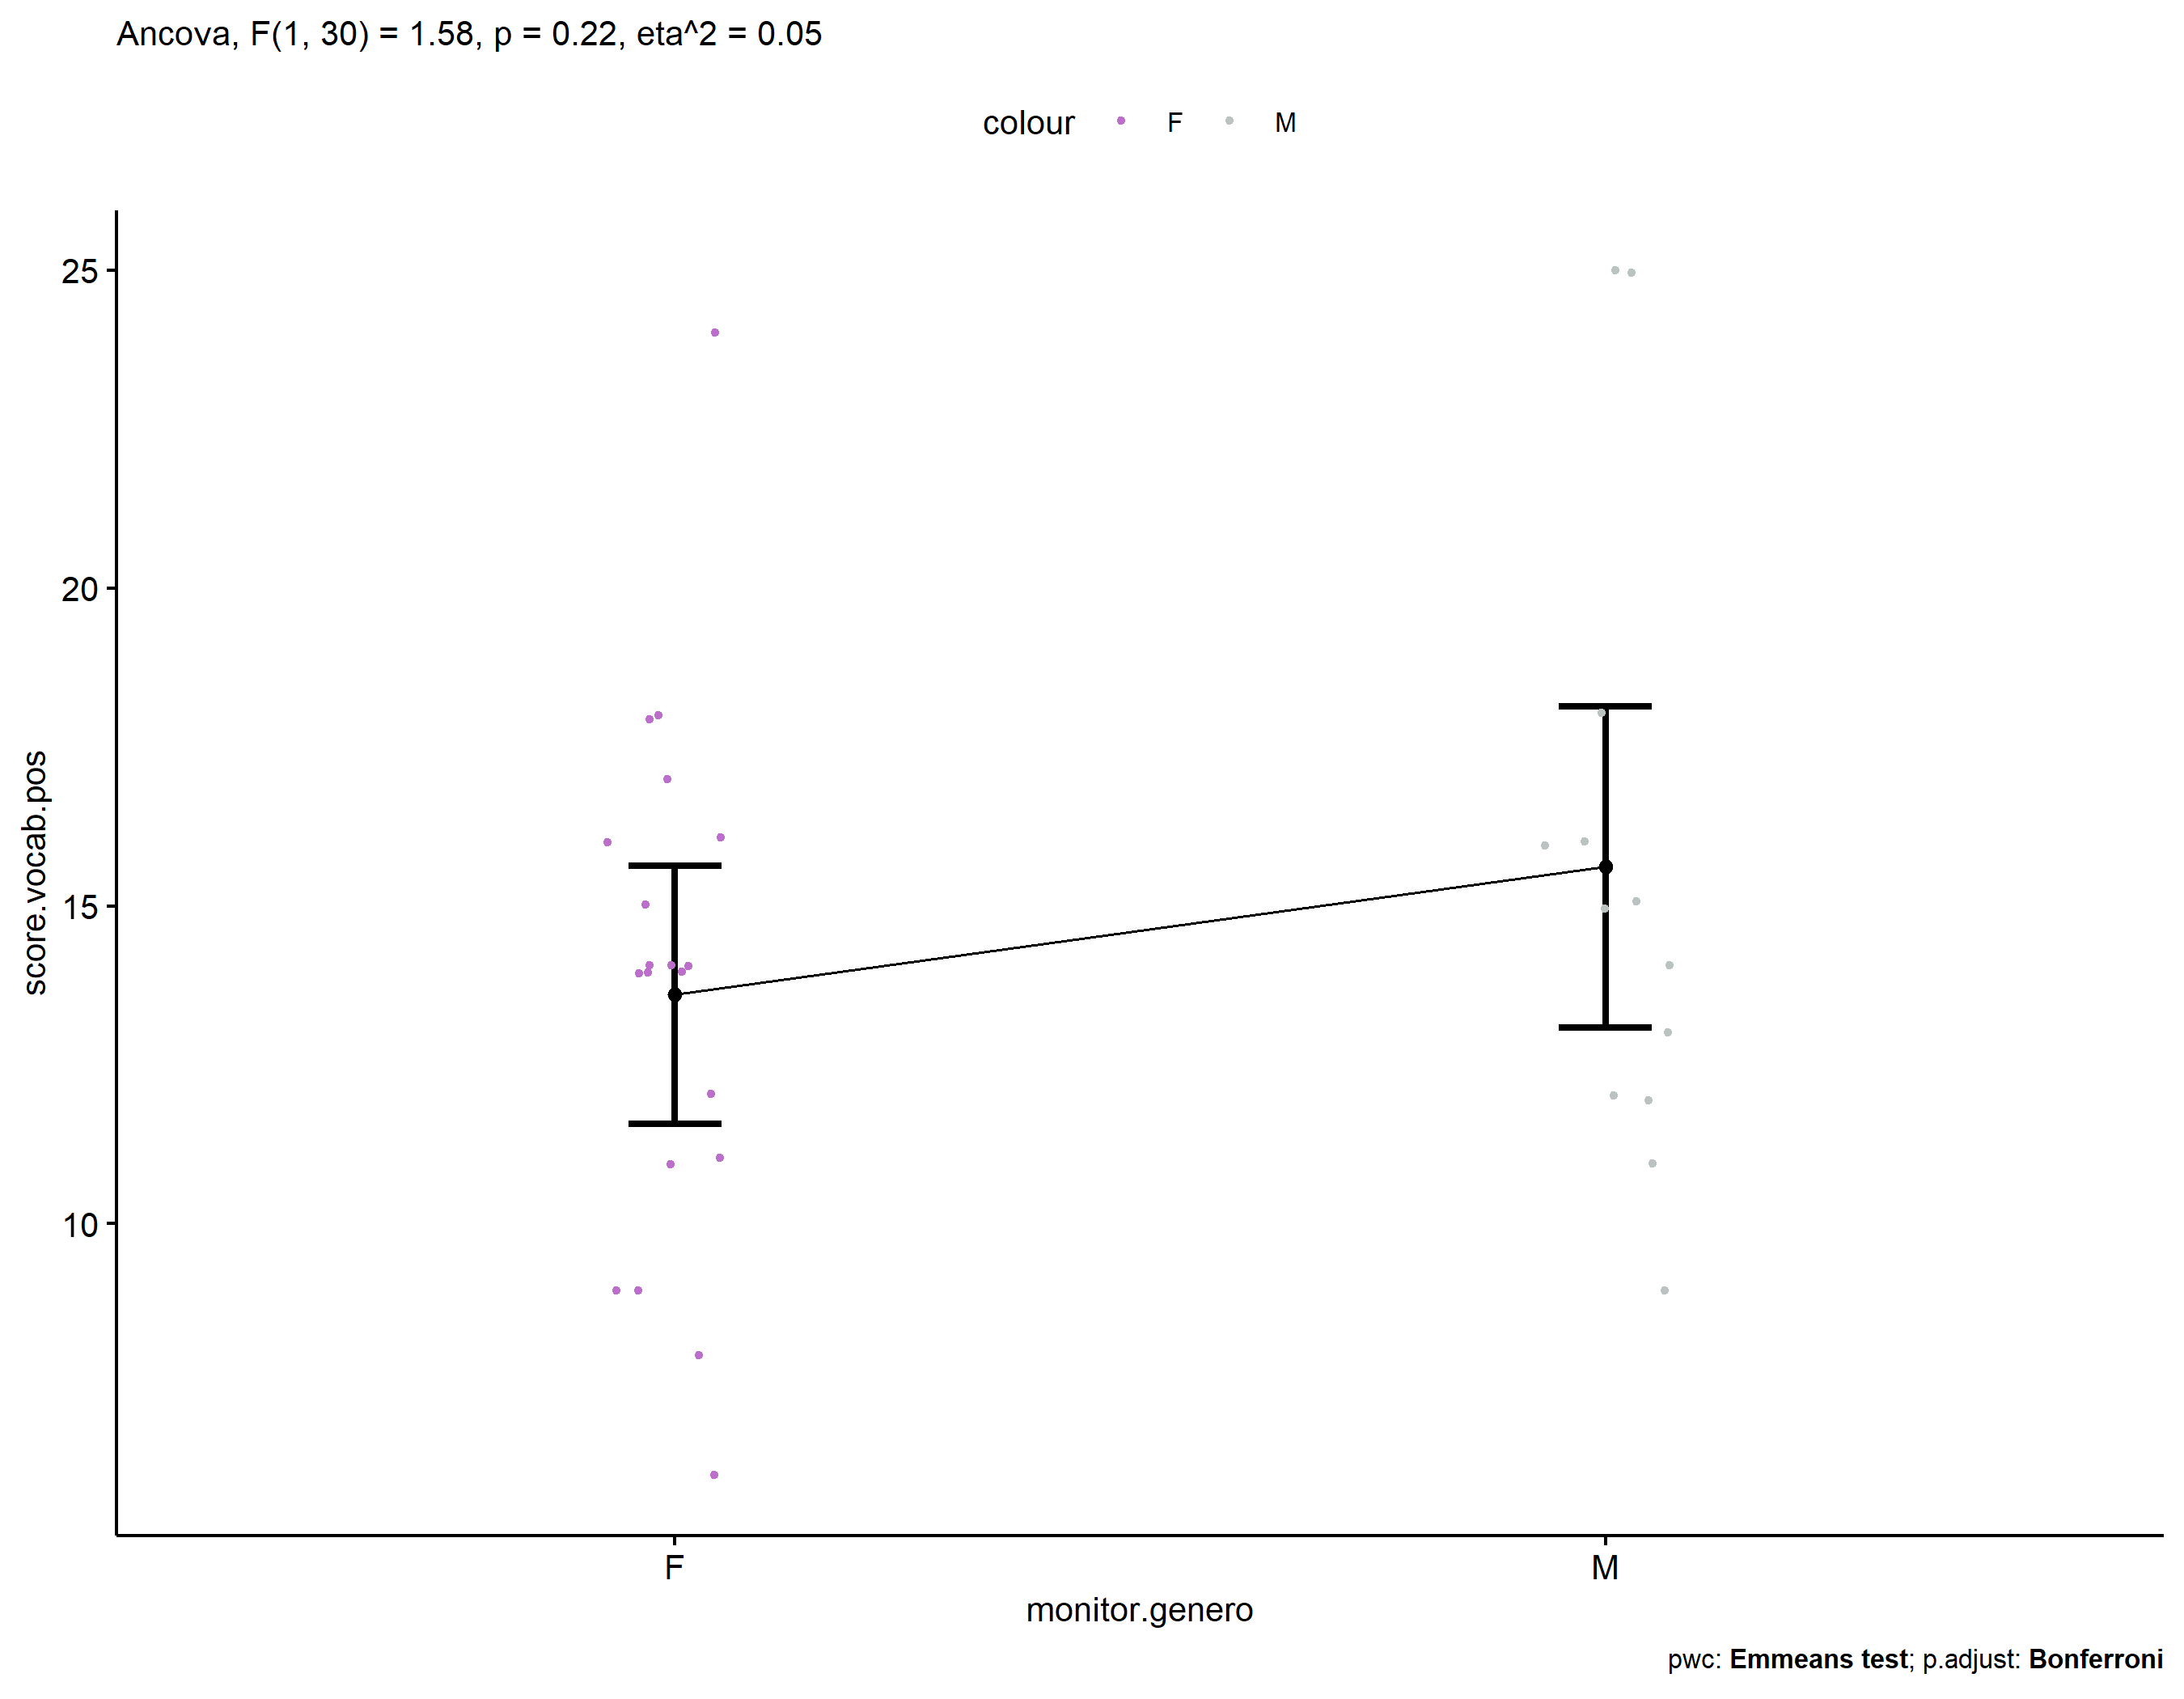 Ancova, F(1, 30) = 1.58, p = 0.22, eta^2 = 0.05
colour F M
25
20
15
10
score.vocab.pos
F M
monitor.genero
pwc: Emmeans test; p.adjust: Bonferroni